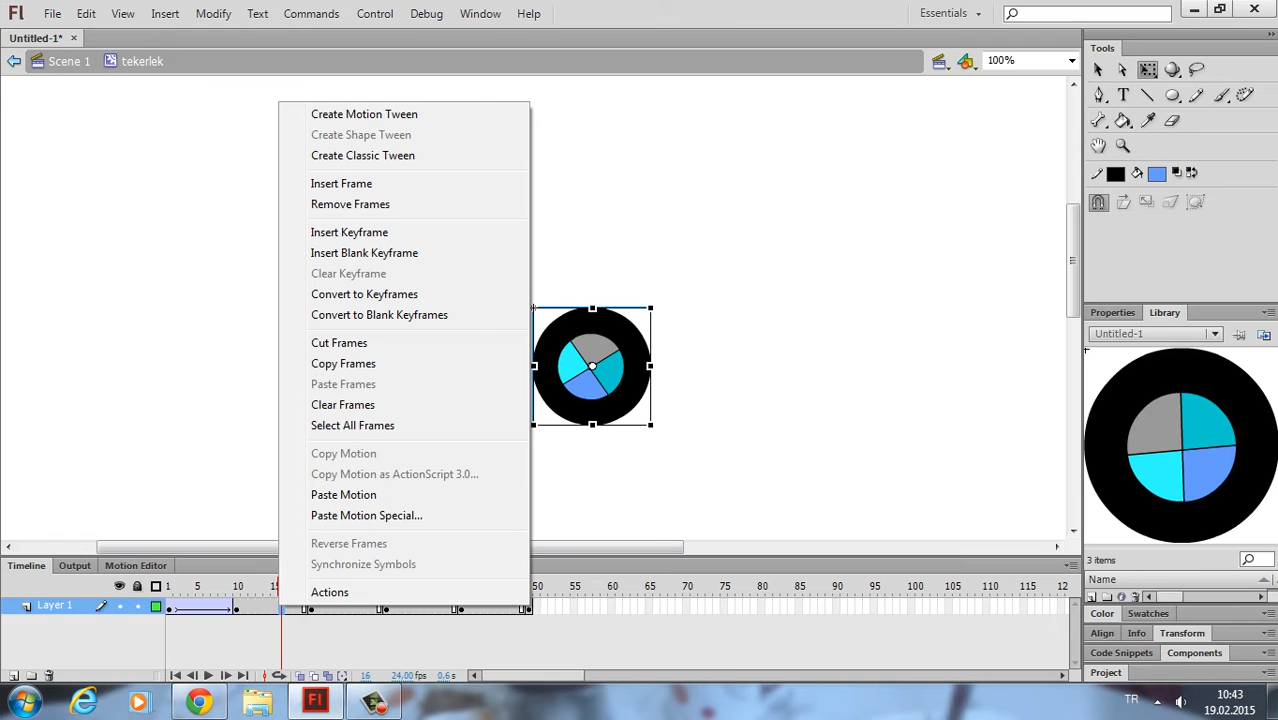 Fl File Edit View Insert Modify Text Commands Control Debug Window Help Essentials
Untitled-1* ×
Scene 1 tekerlek 100%
Tools
Create Motion Tween
Create Shape Tween
Create Classic Tween
Insert Frame
Remove Frames
Insert Keyframe
Insert Blank Keyframe
Clear Keyframe
Convert to Keyframes
Convert to Blank Keyframes
Cut Frames
Copy Frames
Paste Frames
Clear Frames
Select All Frames
Copy Motion
Copy Motion as ActionScript 3.0...
Paste Motion
Paste Motion Special...
Reverse Frames
Synchronize Symbols
Actions
Properties Library
Untitled-1
3 items
Name
Color Swatches
Align Info Transform
Code Snippets Components
Project
Timeline Output Motion Editor
1 5 10 15 50 55 60 65 70 75 80 85 90 95 100 105 110 115 12
Layer 1
16 24,00 fps 0.6 s
Fl TR 10:43
19.02.2015